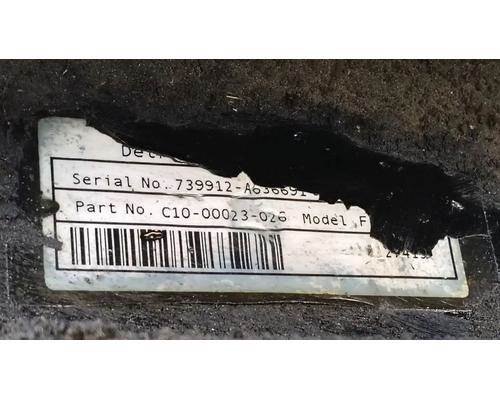 Serial No. 739912-A636691
Part No. C10-00023-026 Model F